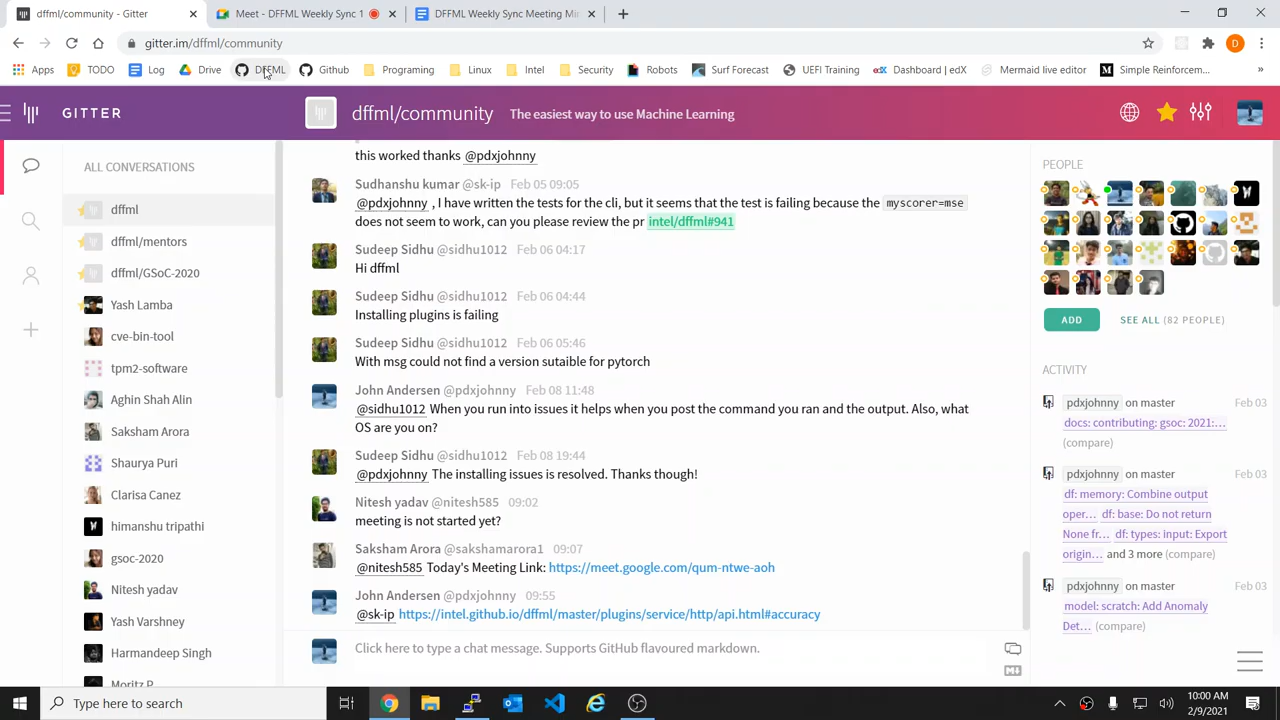 dffml/community - Gitter
Meet - DFFML Weekly Sync 1
DFFML Weekly Sync Meeting Mi
gitter.im/dffml/community
Apps
TODO
Log
Drive
DFFML
Github
Programing
Linux
Intel
Security
Robots
Surf Forecast
UEFI Training
Dashboard | edX
Mermaid live editor
Simple Reinforcem...
GITTER
dffml/community The easiest way to use Machine Learning
ALL CONVERSATIONS
dffml
dffml/mentors
dffml/GSoC-2020
Yash Lamba
cve-bin-tool
tpm2-software
Aghin Shah Alin
Saksham Arora
Shaurya Puri
Clarisa Canez
himanshu tripathi
gsoc-2020
Nitesh yadav
Yash Varshney
Harmandeep Singh
Moritz P
this worked thanks @pdxjohnny
Sudhanshu kumar @sk-ip Feb 05 09:05
@pdxjohnny , I have written the tests for the cli, but it seems that the test is failing because the myscorer=mse
does not seem to work, can you please review the pr intel/dffml#941
Sudeep Sidhu @sidhu1012 Feb 06 04:17
Hi dffml
Sudeep Sidhu @sidhu1012 Feb 06 04:44
Installing plugins is failing
Sudeep Sidhu @sidhu1012 Feb 06 05:46
With msg could not find a version sutaible for pytorch
John Andersen @pdxjohnny Feb 08 11:48
@sidhu1012 When you run into issues it helps when you post the command you ran and the output. Also, what
OS are you on?
Sudeep Sidhu @sidhu1012 Feb 08 19:44
@pdxjohnny The installing issues is resolved. Thanks though!
Nitesh yadav @nitesh585 09:02
meeting is not started yet?
Saksham Arora @sakshamarora1 09:07
@nitesh585 Today's Meeting Link: https://meet.google.com/qum-ntwe-aoh
John Andersen @pdxjohnny 09:55
@sk-ip https://intel.github.io/dffml/master/plugins/service/http/api.html#accuracy
Click here to type a chat message. Supports GitHub flavoured markdown.
PEOPLE
ADD
SEE ALL (82 PEOPLE)
ACTIVITY
pdxjohnny on master Feb 03
docs: contributing: gsoc: 2021:...
(compare)
pdxjohnny on master Feb 03
df: memory: Combine output
oper... df: base: Do not return
None fr... df: types: input: Export
origin... and 3 more (compare)
pdxjohnny on master Feb 03
model: scratch: Add Anomaly
Det... (compare)
Type here to search
10:00 AM
2/9/2021